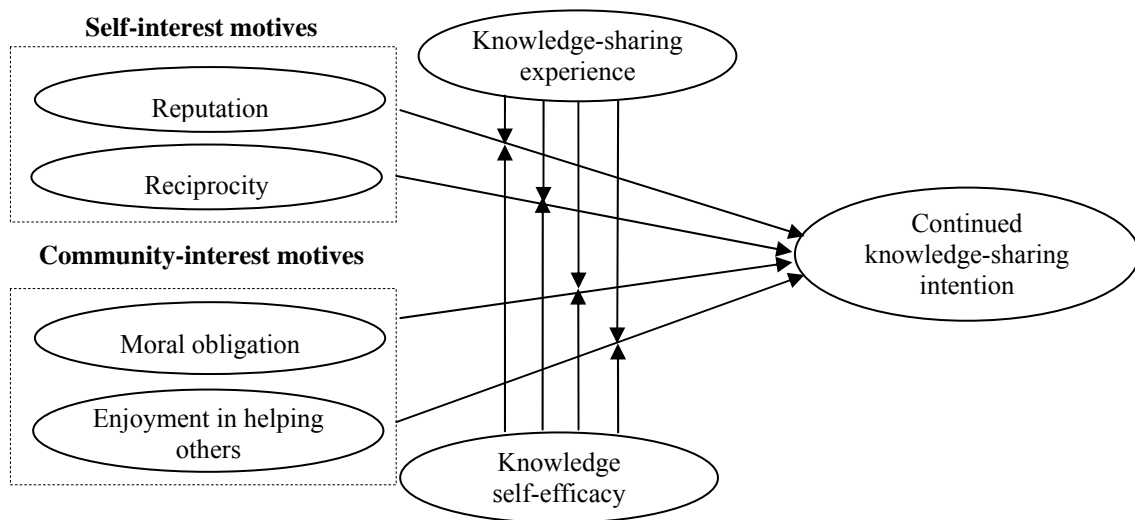 Self-interest motives
Reputation
Reciprocity
Community-interest motives
Moral obligation
Enjoyment in helping
others
Knowledge-sharing
experience
Knowledge
self-efficacy
Continued
knowledge-sharing
intention